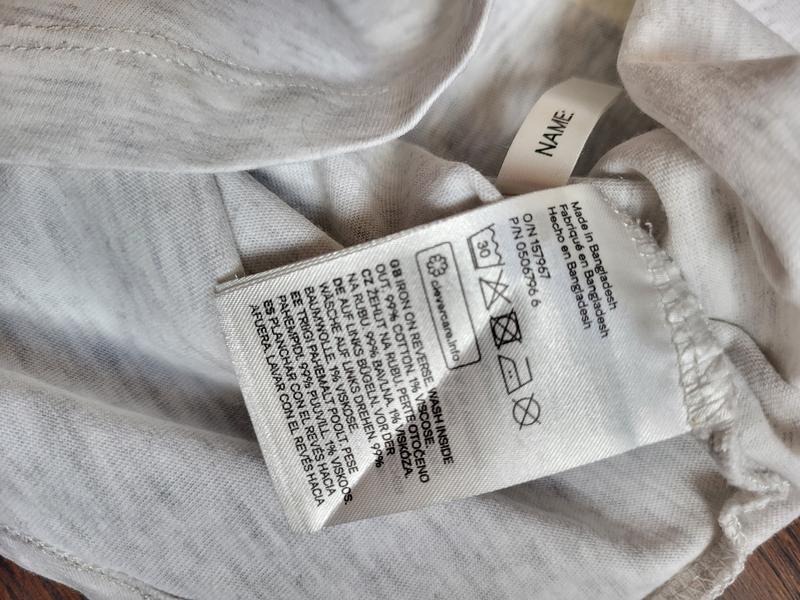 NAME:
Made in Bangladesh
Fabriqué en Bangladesh
Hecho en Bangladesh
O/N 157967
P/N 0506796 6
30
clevercare.info
GB IRON ON REVERSE. WASH INSIDE
OUT. 99% COTTON. 1% VISCOSE.
CZ ŽEHLIT NA RUBU. PERTE OTOČENO
NA RUBU. 99% BAVLNA. 1% VISKÓZA.
DE AUF LINKS BÜGELN. VOR DER
WÄSCHE AUF LINKS DREHEN. 99%
BAUMWOLLE. 1% VISKOSE.
EE TRIIGI PAHEMALT POOLT. PESE
PAHEMPIDI. 99% PUUVILL. 1% VISKOOS.
ES PLANCHAR CON EL REVÉS HACIA
AFUERA. LAVAR CON EL REVÉS HACIA